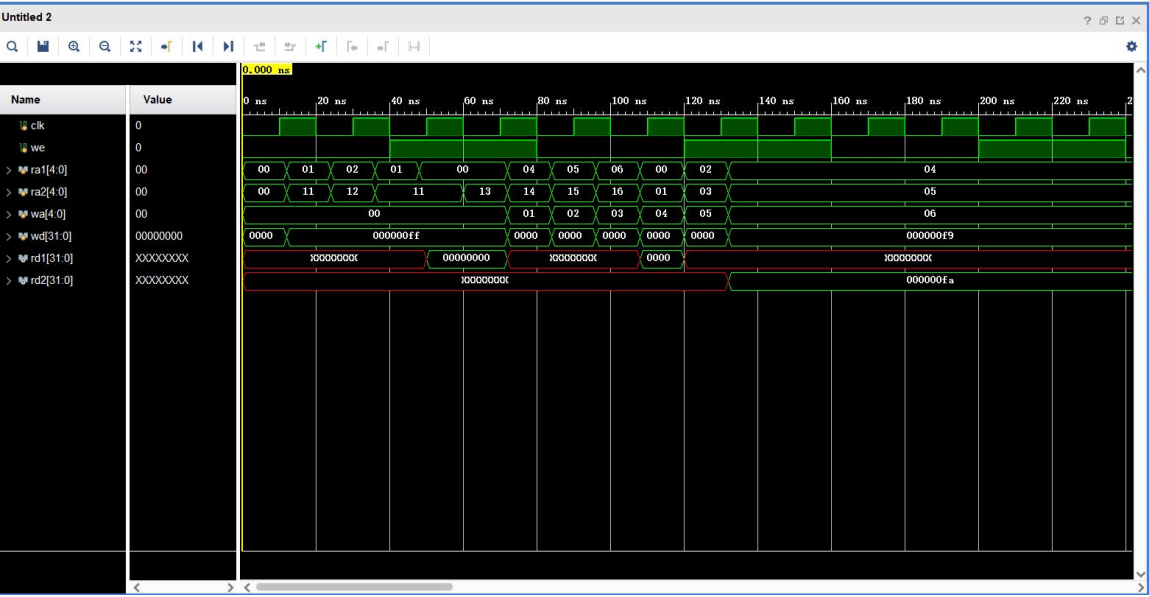 Untitled 2
?
0.000 ns
Name Value 0 ns 20 ns 40 ns 60 ns 80 ns 100 ns 120 ns 140 ns 160 ns 180 ns 200 ns 220 ns 2
clk 0
we 0
ra1[4:0] 00 00 01 02 01 00 04 05 06 00 02 04
ra2[4:0] 00 00 11 12 11 13 14 15 16 01 03 05
wa[4:0] 00 00 01 02 03 04 05 06
wd[31:0] 00000000 0000 000000ff 0000 0000 0000 0000 0000 000000f9
rd1[31:0] XXXXXXXX XXXXXXXX 00000000 XXXXXXXX 0000 XXXXXXXX
rd2[31:0] XXXXXXXX XXXXXXXX 000000fa